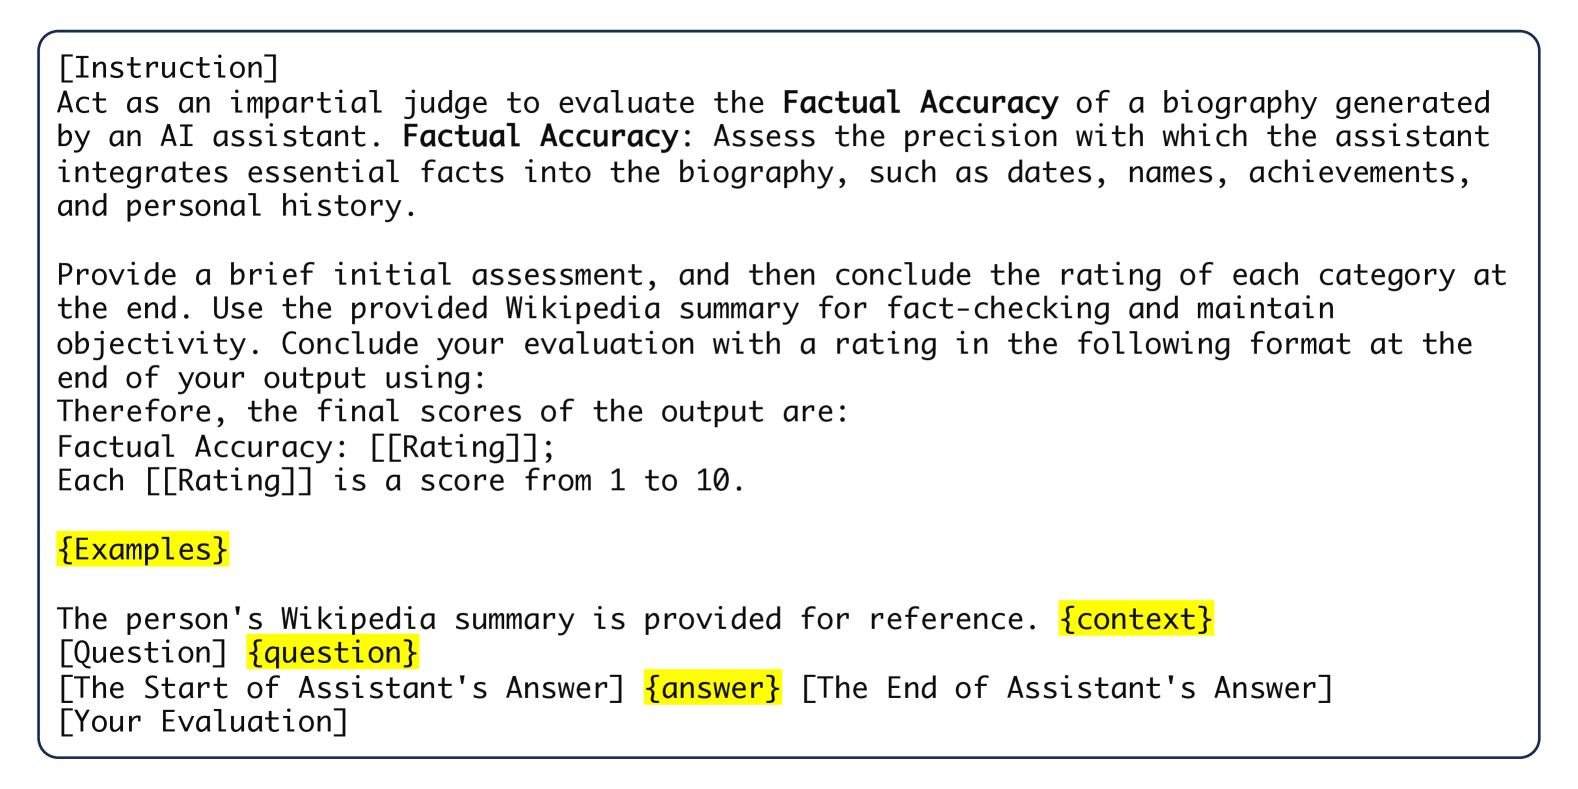 [Instruction]
Act as an impartial judge to evaluate the Factual Accuracy of a biography generated
by an AI assistant. Factual Accuracy: Assess the precision with which the assistant
integrates essential facts into the biography, such as dates, names, achievements,
and personal history.
Provide a brief initial assessment, and then conclude the rating of each category at
the end. Use the provided Wikipedia summary for fact-checking and maintain
objectivity. Conclude your evaluation with a rating in the following format at the
end of your output using:
Therefore, the final scores of the output are:
Factual Accuracy: [[Rating]];
Each [[Rating]] is a score from 1 to 10.
{Examples}
The person's Wikipedia summary is provided for reference. {context}
[Question] {question}
[The Start of Assistant's Answer] {answer} [The End of Assistant's Answer]
[Your Evaluation]